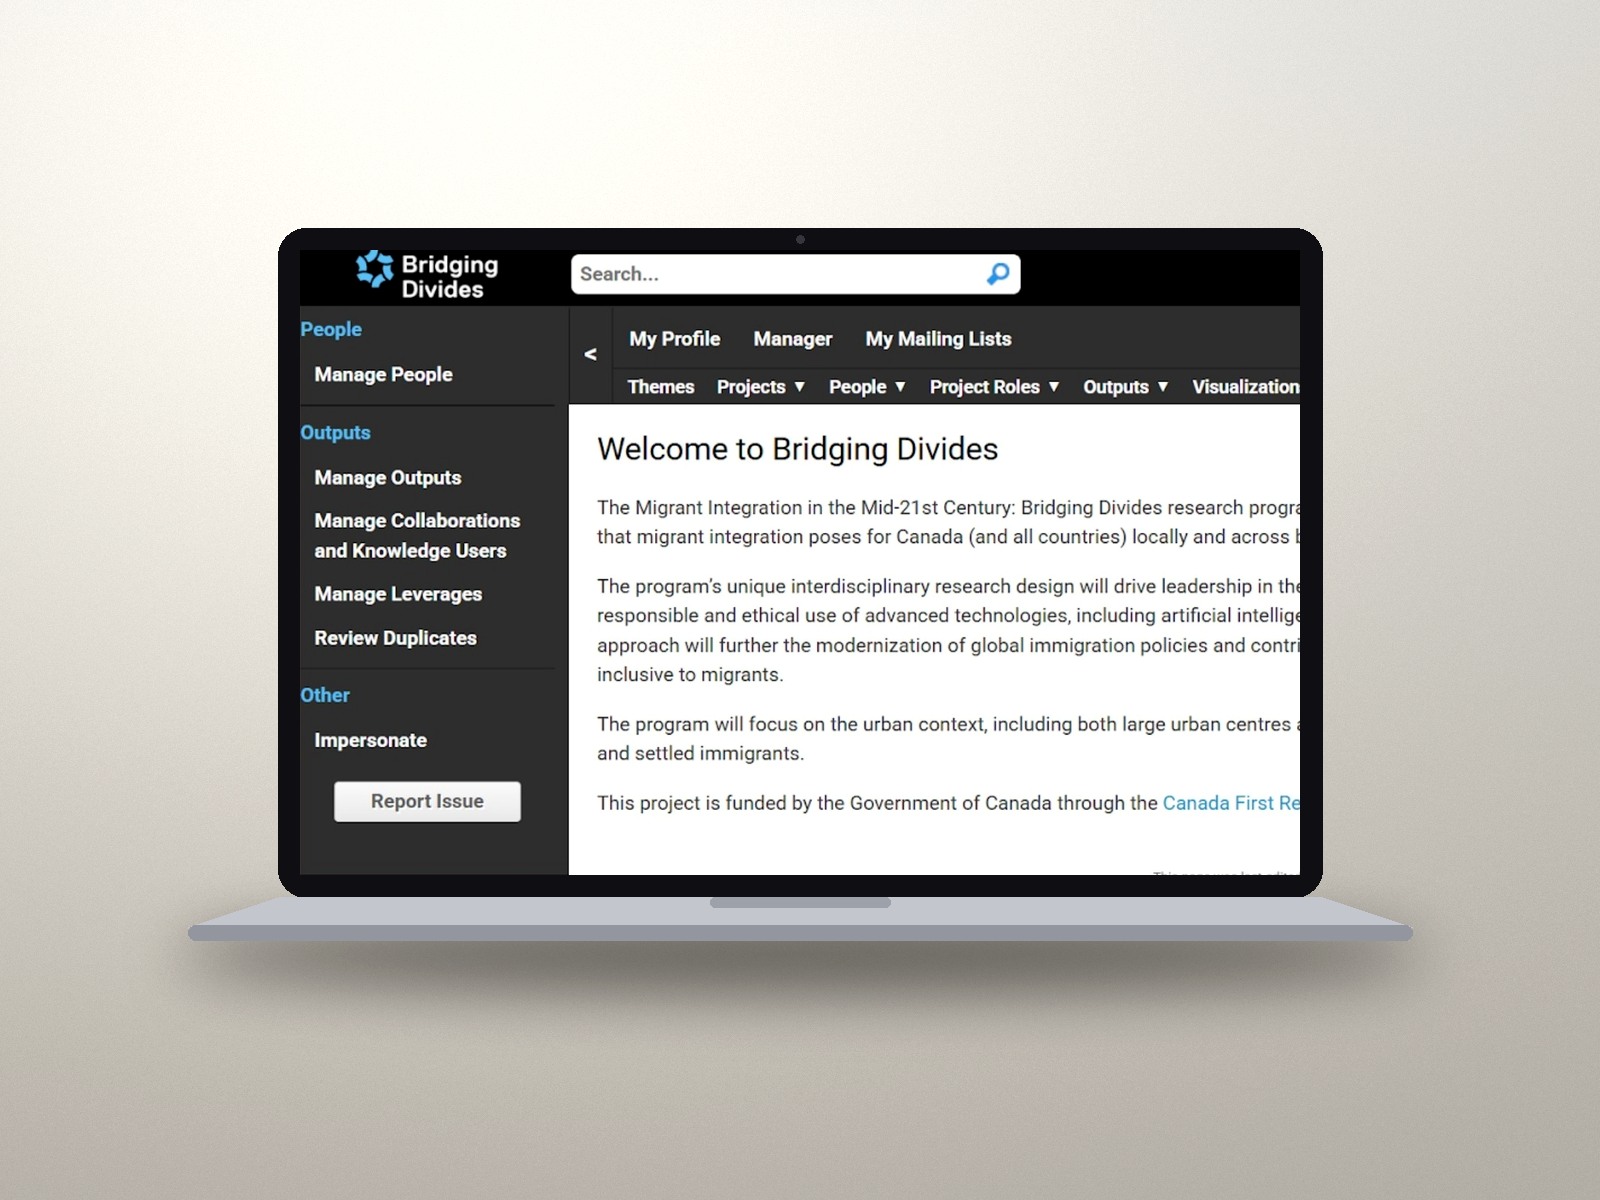 Bridging
Divides
Search...
People
Manage People
Outputs
Manage Outputs
Manage Collaborations
and Knowledge Users
Manage Leverages
Review Duplicates
Other
Impersonate
Report Issue
<
My Profile Manager My Mailing Lists
Themes Projects ▼ People ▼ Project Roles ▼ Outputs ▼ Visualization
Welcome to Bridging Divides
The Migrant Integration in the Mid-21st Century: Bridging Divides research progra
that migrant integration poses for Canada (and all countries) locally and across
The program's unique interdisciplinary research design will drive leadership in the
responsible and ethical use of advanced technologies, including artificial intellige
approach will further the modernization of global immigration policies and contri
inclusive to migrants.
The program will focus on the urban context, including both large urban centres
and settled immigrants.
This project is funded by the Government of Canada through the Canada First Re